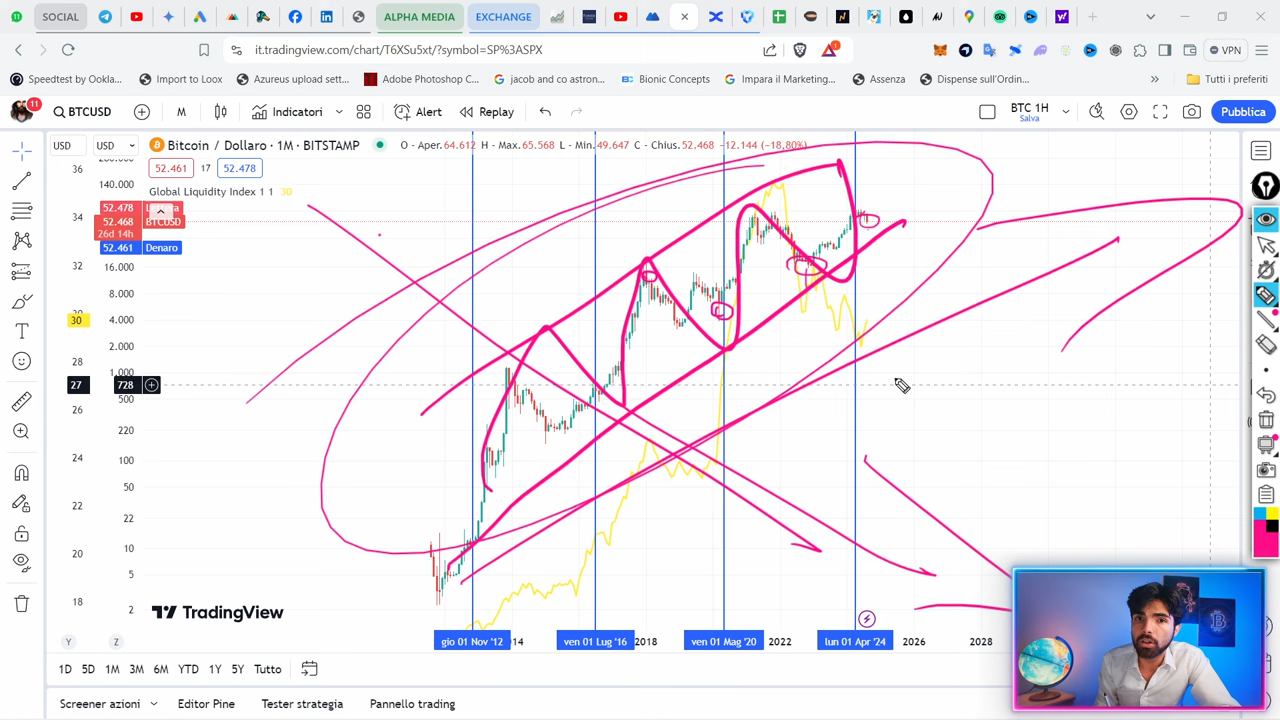 SOCIAL
ALPHA MEDIA
EXCHANGE
it.tradingview.com/chart/T6XSu5xt/?symbol=SP%3ASPX
VPN
Speedtest by Ookla...
Import to Loox
Azureus upload sett...
Adobe Photoshop C...
jacob and co astron...
Bionic Concepts
Impara il Marketing...
Assenza
Dispense sull'Ordin...
Tutti i preferiti
11
BTCUSD
M
Indicatori
Alert
Replay
BTC 1H
Salva
Pubblica
USD
USD
Bitcoin / Dollaro · 1M · BITSTAMP
O - Aper.64.612 H - Max.65.568 L - Min.49.647 C - Chius.52.468 -12.144 (-18,80%)
52.461
17
52.478
Global Liquidity Index 1 1 30
36
140.000
34
52.478
52.468
BTCUSD
26d 14h
52.461
Denaro
32
16.000
8.000
30
4.000
28
2.000
1.000
27
728
26
500
220
24
100
50
22
22
20
10
5
18
2
TradingView
gio 01 Nov '12
14
ven 01 Lug '16
2018
ven 01 Mag '20
2022
lun 01 Apr '24
2026
2028
Y
Z
1D
5D
1M
3M
6M
YTD
1Y
5Y
Tutto
Screener azioni
Editor Pine
Tester strategia
Pannello trading